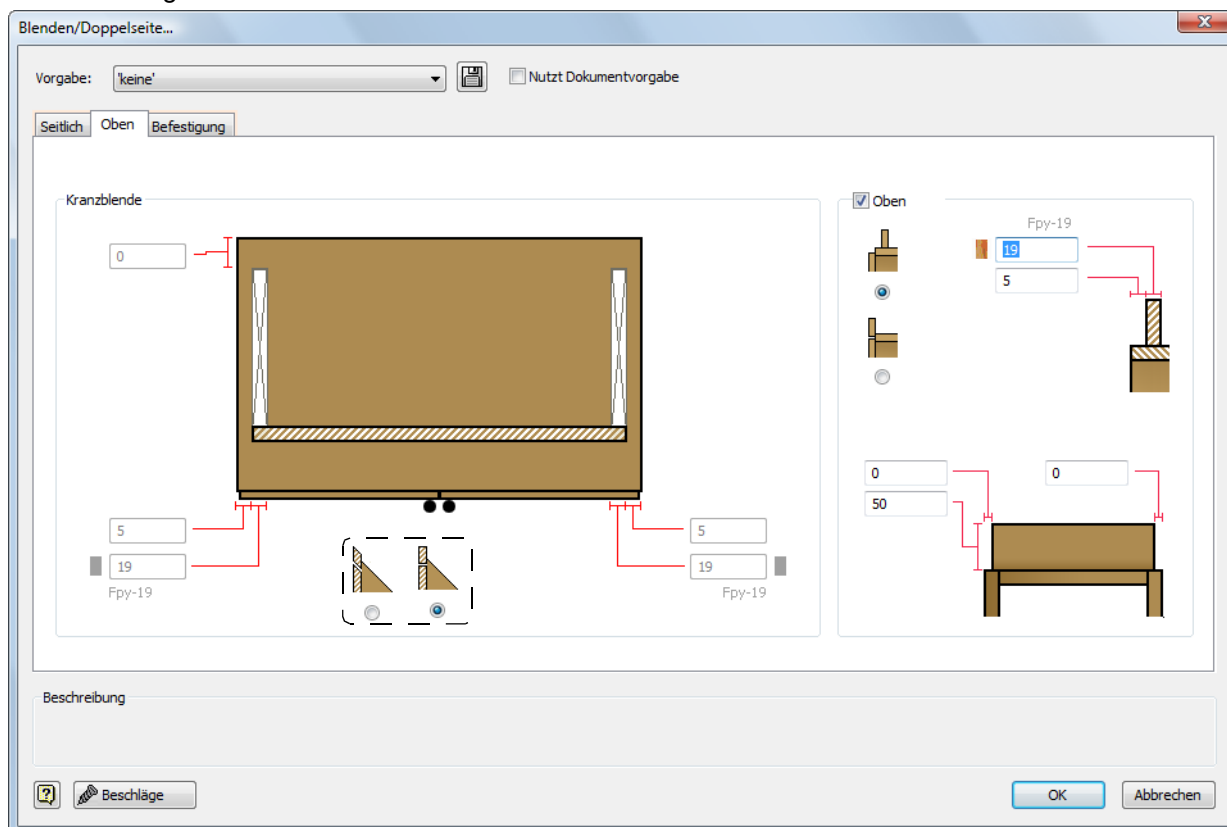 Blenden/Doppelseite...
Vorgabe: 'keine' Nutzt Dokumentvorgabe
Seitlich Oben Befestigung
Kranzblende
0
5
19
Fpy-19
5
19
Fpy-19
Oben
Fpy-19
19
5
0
0
50
Beschreibung
Beschläge
OK Abbrechen